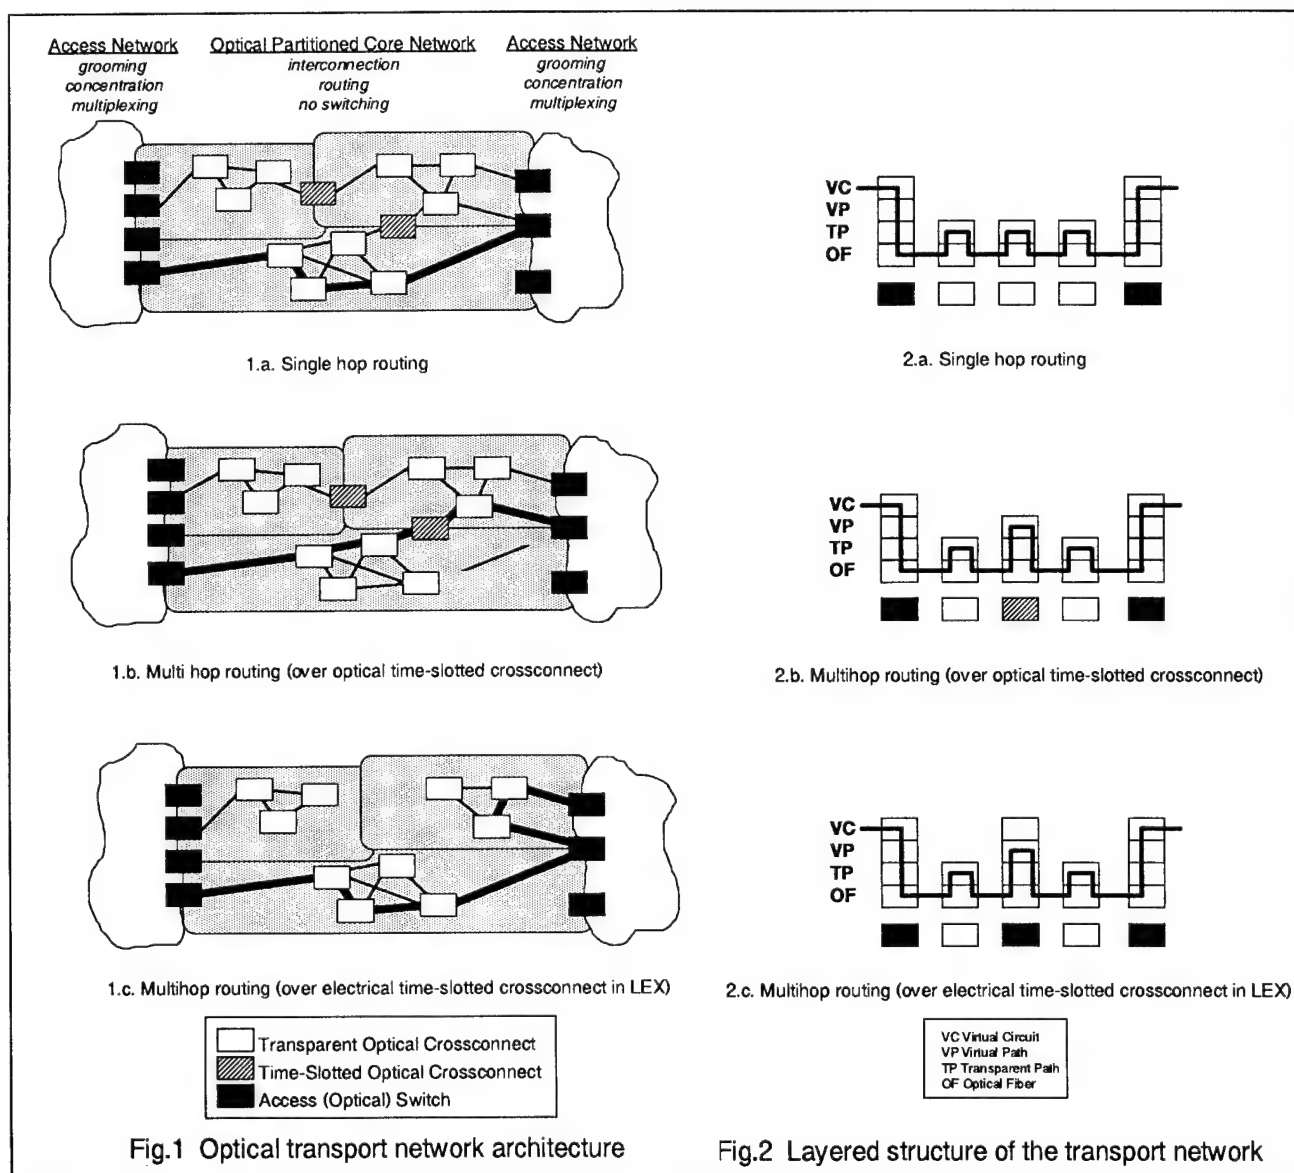 Access Network Optical Partitioned Core Network Access Network
grooming interconnection grooming
concentration routing concentration
multiplexing no switching multiplexing
VC
VP
TP
OF
1.a. Single hop routing
2.a. Single hop routing
VC
VP
TP
OF
1.b. Multi hop routing (over optical time-slotted crossconnect)
2.b. Multihop routing (over optical time-slotted crossconnect)
VC
VP
TP
OF
1.c. Multihop routing (over electrical time-slotted crossconnect in LEX)
2.c. Multihop routing (over electrical time-slotted crossconnect in LEX)
Transparent Optical Crossconnect
Time-Slotted Optical Crossconnect
Access (Optical) Switch
VC Virtual Circuit
VP Virtual Path
TP Transparent Path
OF Optical Fiber
Fig.1 Optical transport network architecture
Fig.2 Layered structure of the transport network